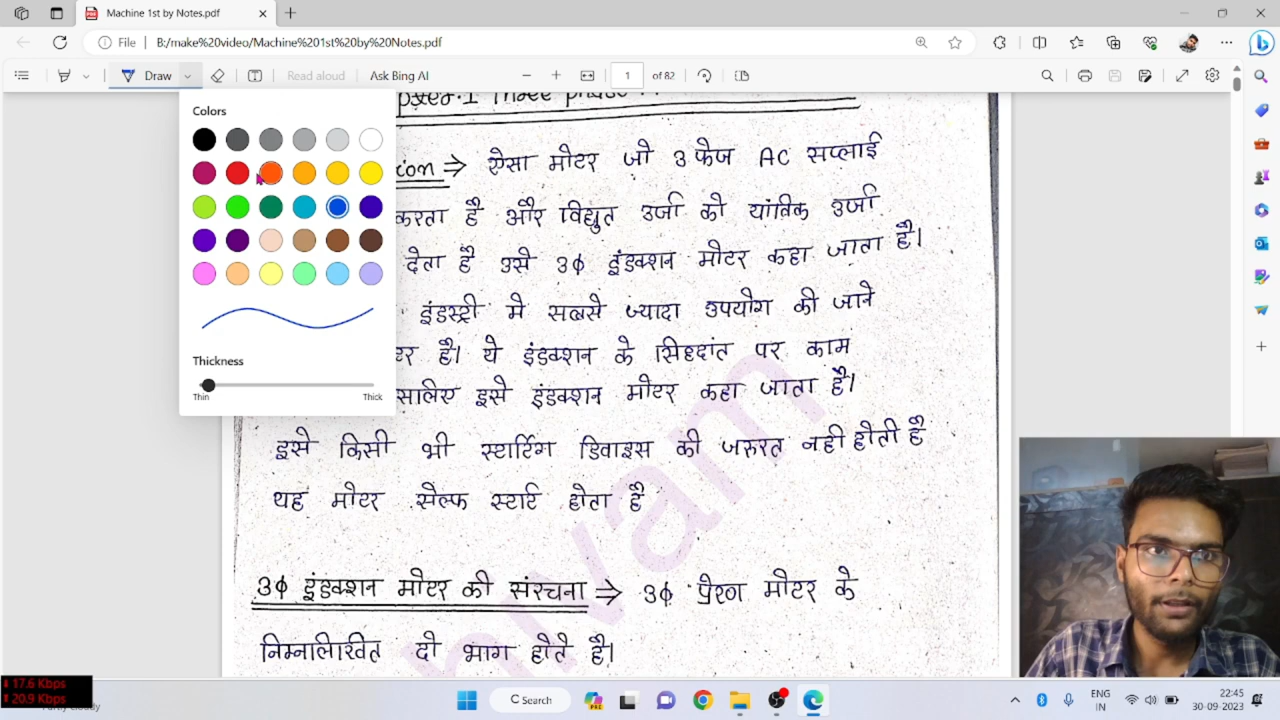 Machine 1st by Notes.pdf
File
B:/make%20video/Machine%201st%20by%20Notes.pdf
Draw
Read aloud
Ask Bing AI
1
of 82
Colors
Thickness
Thin
Thick
ऐसा मोटर जो 3 फेज AC सप्लाई
करता है और विद्युत उर्जा को यांत्रिक उर्जा
देता है उसे 3ϕ इंडक्शन मोटर कहा जाता है।
इंडस्ट्री मे सबसे ज्यादा उपयोग की जाने
है। ये इंडक्शन के सिद्दांत पर काम
इसे इंडक्शन मोटर कहा जाता है।
इसे किसी भी स्टार्टिंग डिवाइस की जरुरत नही होती है
यह मोटर सेल्फ स्टार्ट होता है
3ϕ इंडक्शन मोटर की संरचना ⇒ 3ϕ प्रेरण मोटर के
निम्नलिखित दो भाग होते है।
17.6 Kbps
20.9 Kbps
Search
ENG
IN
22:45
30-09-2023